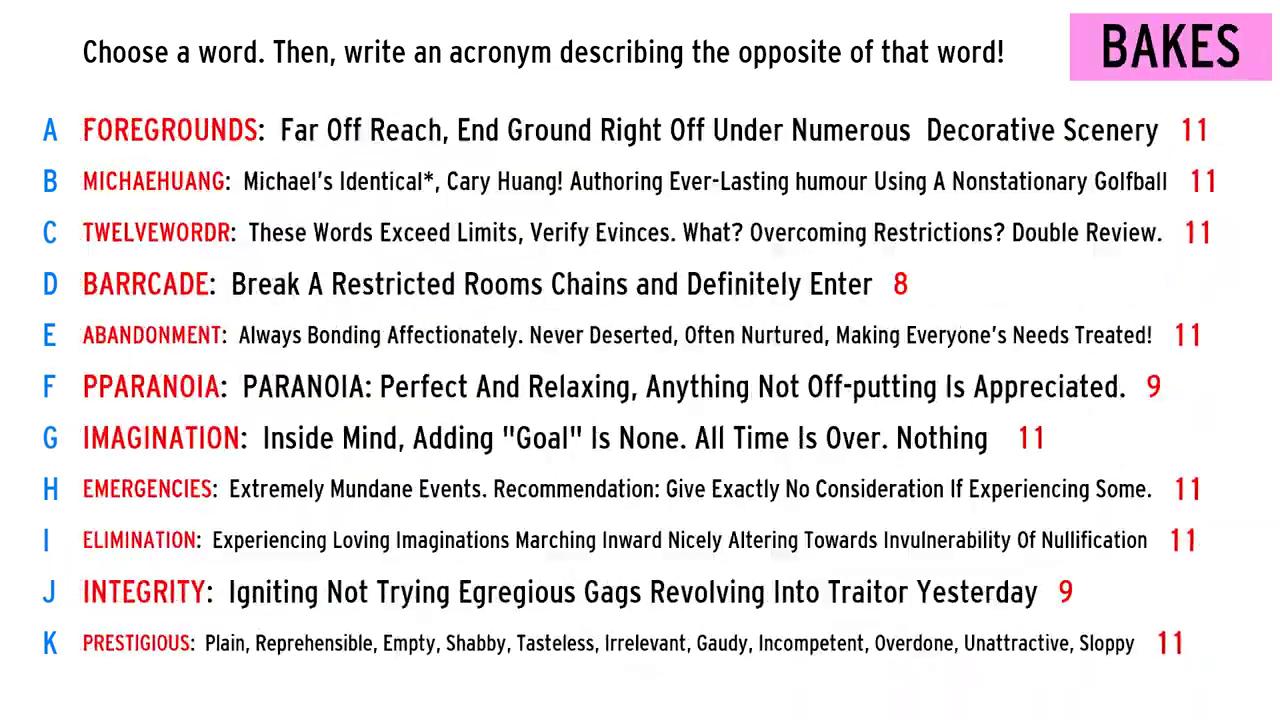 Choose a word. Then, write an acronym describing the opposite of that word!
BAKES
A FOREGROUNDS: Far Off Reach, End Ground Right Off Under Numerous Decorative Scenery 11
B MICHAEHUANG: Michael's Identical*, Cary Huang! Authoring Ever-Lasting humour Using A Nonstationary Golfball 11
C TWELVEWORDR: These Words Exceed Limits, Verify Evinces. What? Overcoming Restrictions? Double Review. 11
D BARRCADE: Break A Restricted Rooms Chains and Definitely Enter 8
E ABANDONMENT: Always Bonding Affectionately. Never Deserted, Often Nurtured, Making Everyone's Needs Treated! 11
F PPARANOIA: PARANOIA: Perfect And Relaxing, Anything Not Off-putting Is Appreciated. 9
G IMAGINATION: Inside Mind, Adding "Goal" Is None. All Time Is Over. Nothing 11
H EMERGENCIES: Extremely Mundane Events. Recommendation: Give Exactly No Consideration If Experiencing Some. 11
I ELIMINATION: Experiencing Loving Imaginations Marching Inward Nicely Altering Towards Invulnerability Of Nullification 11
J INTEGRITY: Igniting Not Trying Egregious Gags Revolving Into Traitor Yesterday 9
K PRESTIGIOUS: Plain, Reprehensible, Empty, Shabby, Tasteless, Irrelevant, Gaudy, Incompetent, Overdone, Unattractive, Sloppy 11